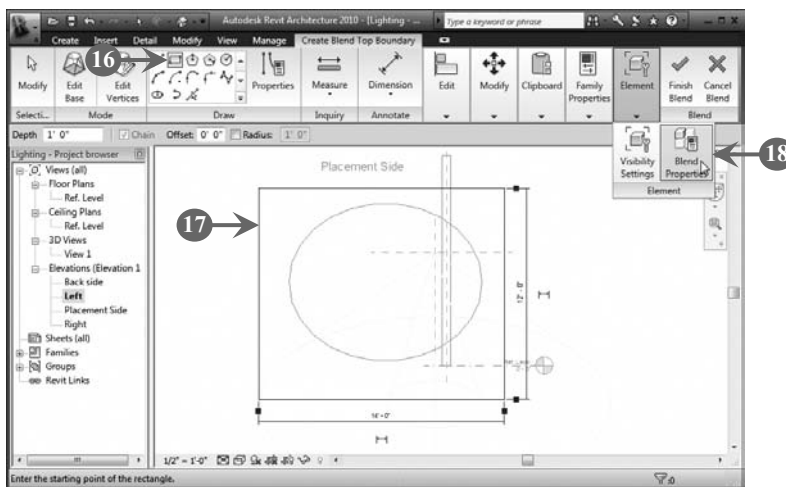 Autodesk Revit Architecture 2010 - [Lighting - ...
Type a keyword or phrase
Create Insert Detail Modify View Manage Create Blend Top Boundary
16
Modify
Edit Base
Edit Vertices
Properties
Measure
Dimension
Edit
Modify
Clipboard
Family Properties
Element
Finish Blend
Cancel Blend
Selecti... Mode Draw Inquiry Annotate Blend
Depth 1' 0" Chain Offset: 0' 0" Radius: 1' 0"
Visibility Settings
Blend Properties
Element
18
Lighting - Project browser
Views (all)
Floor Plans
Ref. Level
Ceiling Plans
Ref. Level
3D Views
View 1
Elevations (Elevation 1
Back side
Left
Placement Side
Right
Sheets (all)
Families
Groups
Revit Links
Placement Side
17
12' - 0"
14' - 0"
1/2" = 1'-0"
Enter the starting point of the rectangle.
:0